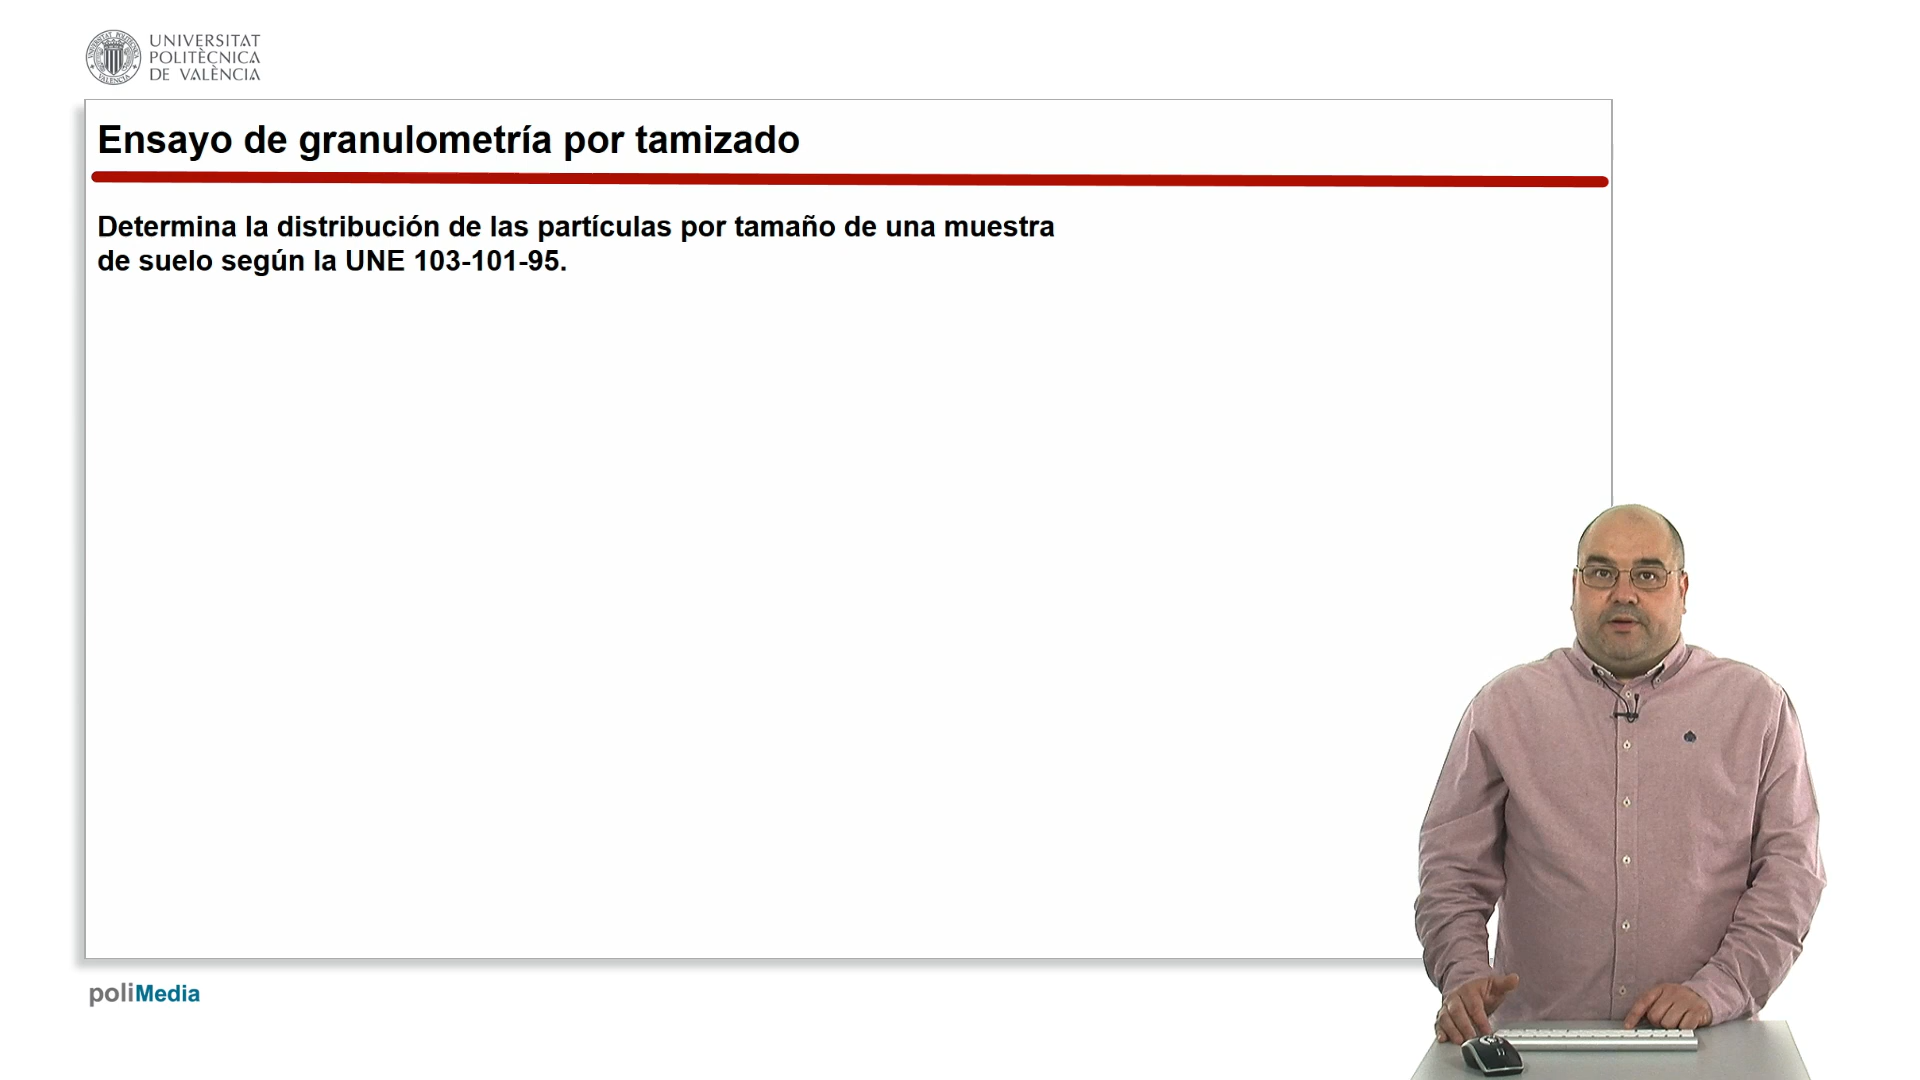 UNIVERSITAT
POLITÈCNICA
DE VALÈNCIA
Ensayo de granulometría por tamizado
Determina la distribución de las partículas por tamaño de una muestra
de suelo según la UNE 103-101-95.
poliMedia